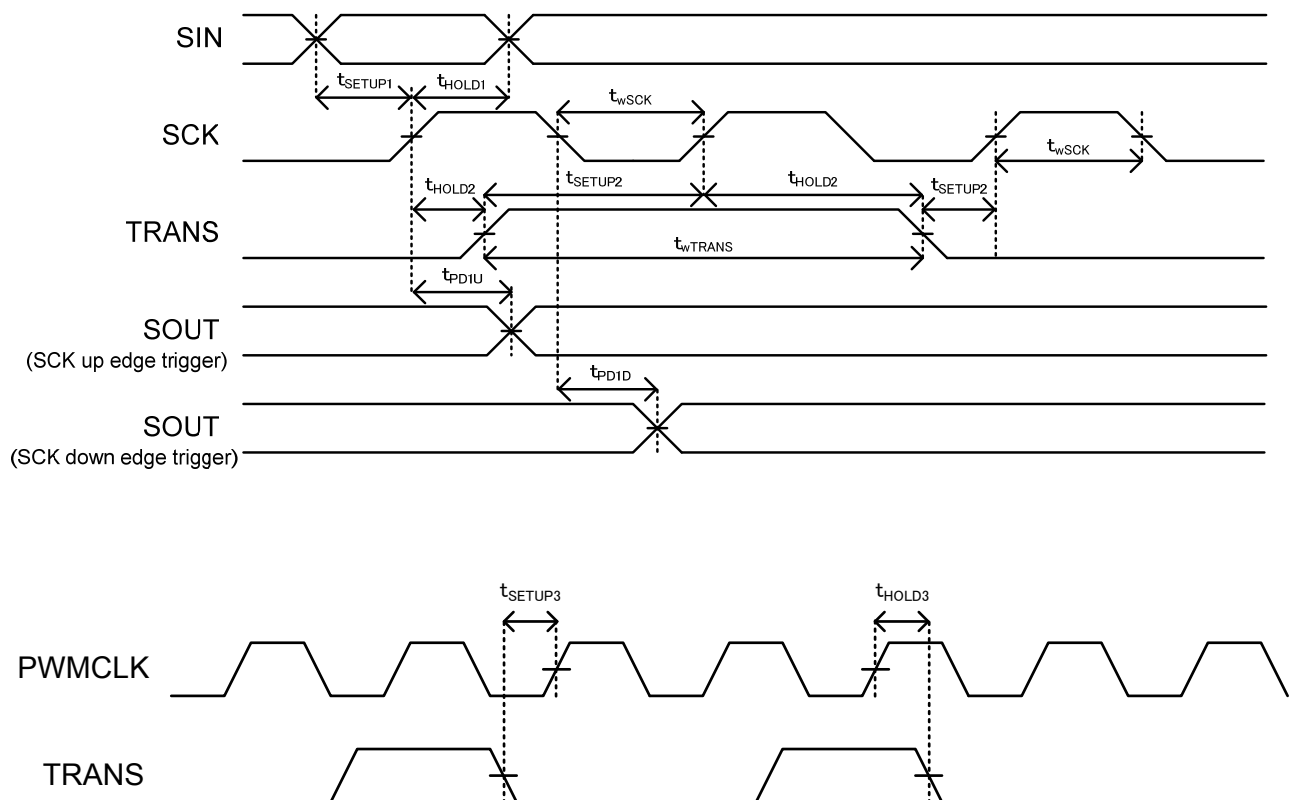 SIN
tSETUP1 tHOLD1
twSCK
SCK
twSCK
tHOLD2 tSETUP2 tHOLD2 tSETUP2
TRANS
twTRANS
tPD1U
SOUT
(SCK up edge trigger)
tPD1D
SOUT
(SCK down edge trigger)
tSETUP3 tHOLD3
PWMCLK
TRANS